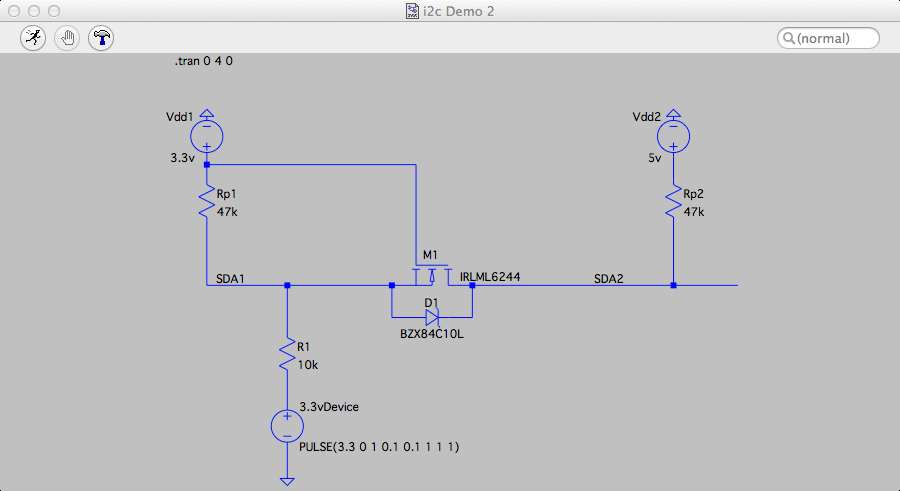 i2c Demo 2
(normal)
.tran 0 4 0
Vdd1
3.3v
Rp1
47k
Vdd2
5v
Rp2
47k
M1
IRLML6244
SDA1
SDA2
D1
BZX84C10L
R1
10k
3.3vDevice
PULSE(3.3 0 1 0.1 0.1 1 1 1)